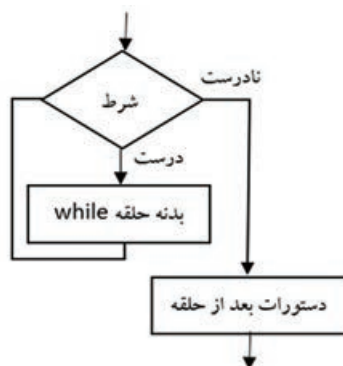 شرط
نادرست
درست
بدنه حلقه while
دستورات بعد از حلقه